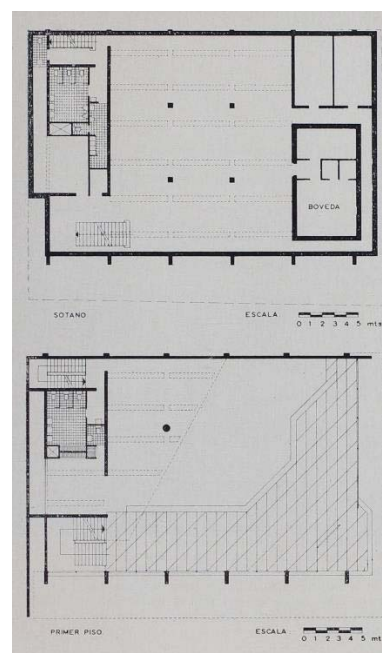 BOVEDA
SOTANO ESCALA 0 1 2 3 4 5 mts
PRIMER PISO ESCALA 0 1 2 3 4 5 mts